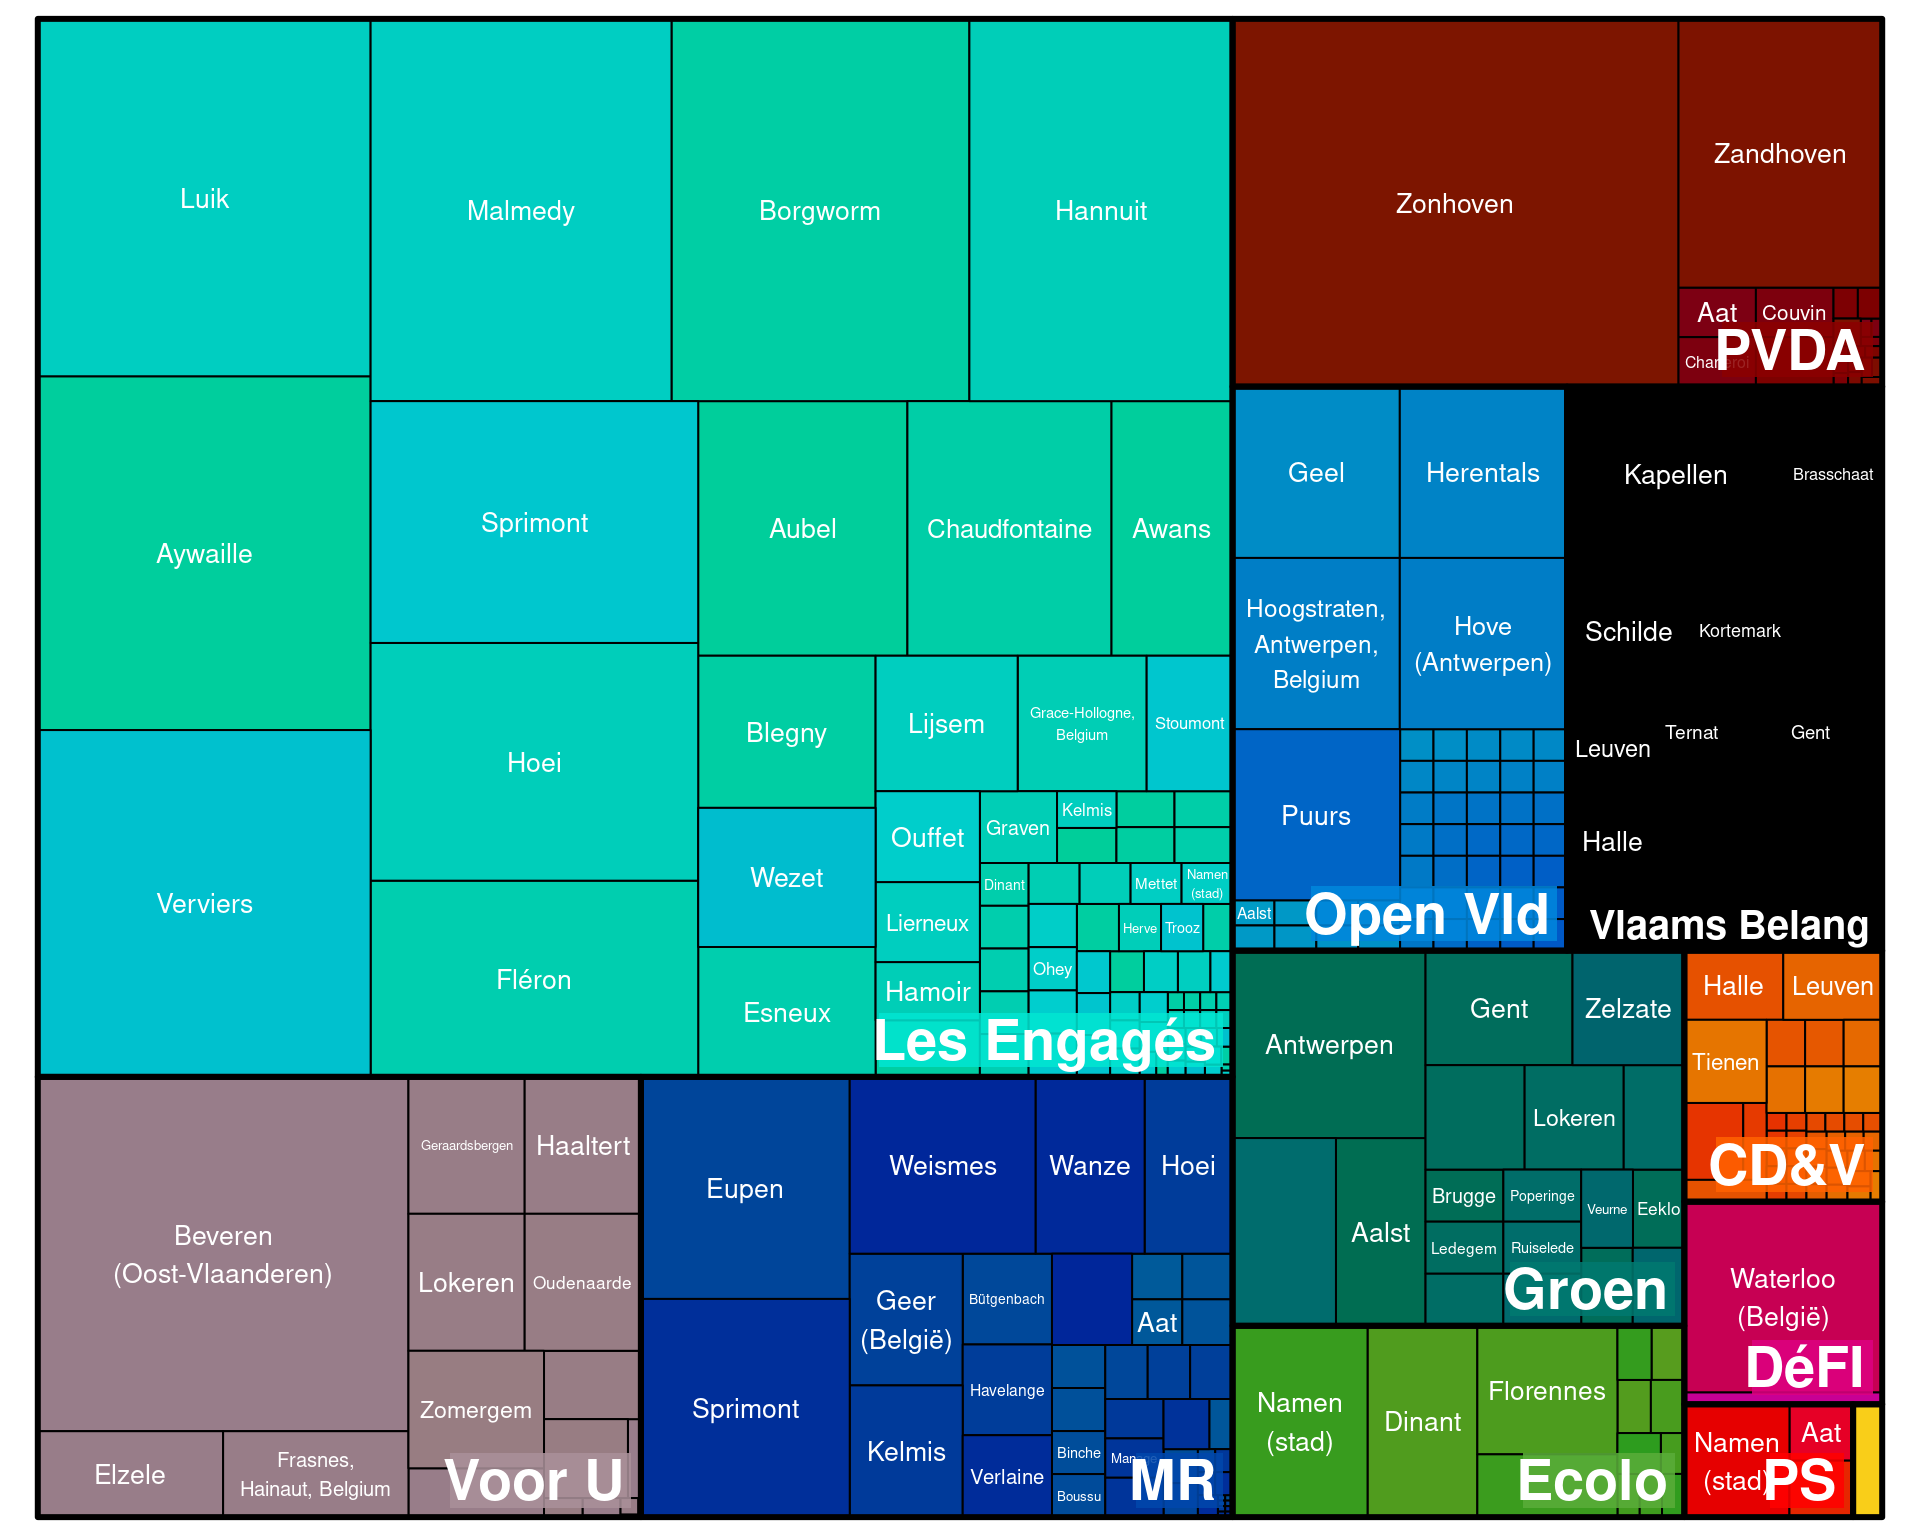 Luik
Malmedy
Borgworm
Hannuit
Aywaille
Sprimont
Aubel
Chaudfontaine
Awans
Verviers
Hoei
Blegny
Lijsem
Grace-Hollogne,
Belgium
Stoumont
Wezet
Ouffet
Graven
Kelmis
Dinant
Mettet
Namen
(stad)
Lierneux
Herve
Trooz
Fléron
Esneux
Hamoir
Ohey
Les Engagés
Zonhoven
Zandhoven
Aat
Couvin
Charleroi
PVDA
Geel
Herentals
Hoogstraten,
Antwerpen,
Belgium
Hove
(Antwerpen)
Puurs
Aalst
Open Vld
Kapellen
Brasschaat
Schilde
Kortemark
Leuven
Ternat
Gent
Halle
Vlaams Belang
Beveren
(Oost-Vlaanderen)
Geraardsbergen
Haaltert
Lokeren
Oudenaarde
Zomergem
Elzele
Frasnes,
Hainaut, Belgium
Voor U
Eupen
Weismes
Wanze
Hoei
Sprimont
Geer
(België)
Bütgenbach
Aat
Havelange
Kelmis
Verlaine
Binche
Boussu
MR
Antwerpen
Gent
Zelzate
Lokeren
Aalst
Brugge
Poperinge
Veurne
Eeklo
Ledegem
Ruiselede
Groen
Halle
Leuven
Tienen
CD&V
Waterloo
(België)
DéFI
Namen
(stad)
Dinant
Florennes
Ecolo
Namen
(stad)
Aat
PS